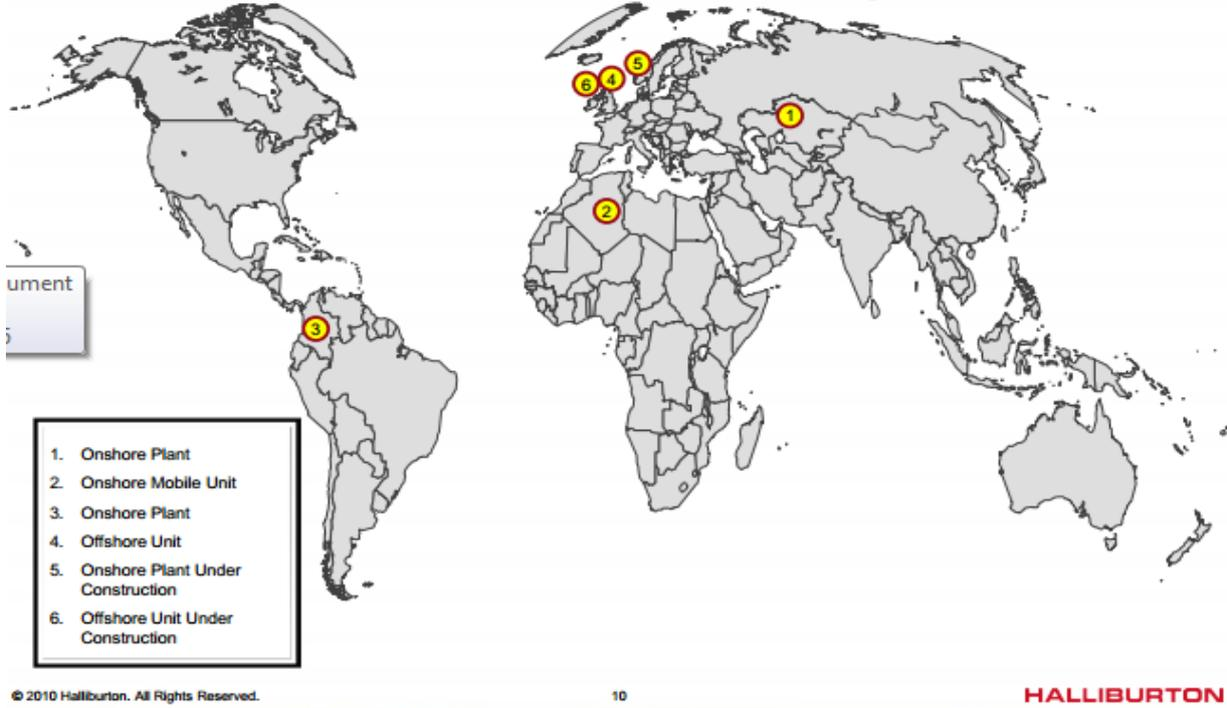 6
4
5
1
2
ument
3
1. Onshore Plant
2. Onshore Mobile Unit
3. Onshore Plant
4. Offshore Unit
5. Onshore Plant Under
Construction
6. Offshore Unit Under
Construction
© 2010 Halliburton. All Rights Reserved.
10
HALLIBURTON